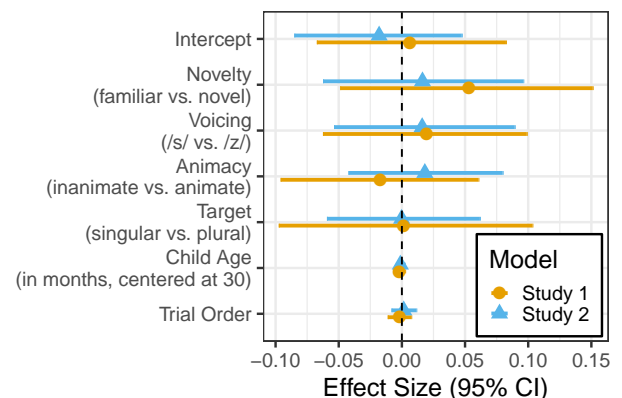 Intercept
Novelty
(familiar vs. novel)
Voicing
(/s/ vs. /z/)
Animacy
(inanimate vs. animate)
Target
(singular vs. plural)
Child Age
(in months, centered at 30)
Trial Order
Model
Study 1
Study 2
−0.10 −0.05 0.00 0.05 0.10 0.15
Effect Size (95% CI)